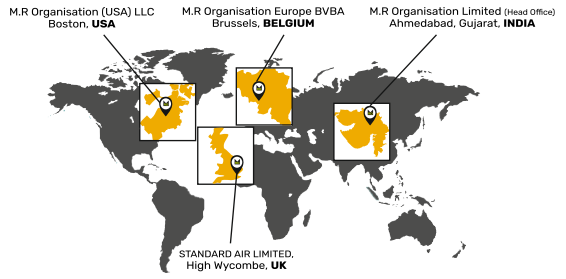 M.R Organisation (USA) LLC
Boston, USA
M.R Organisation Europe BVBA
Brussels, BELGIUM
M.R Organisation Limited (Head Office)
Ahmedabad, Gujarat, INDIA
STANDARD AIR LIMITED,
High Wycombe, UK